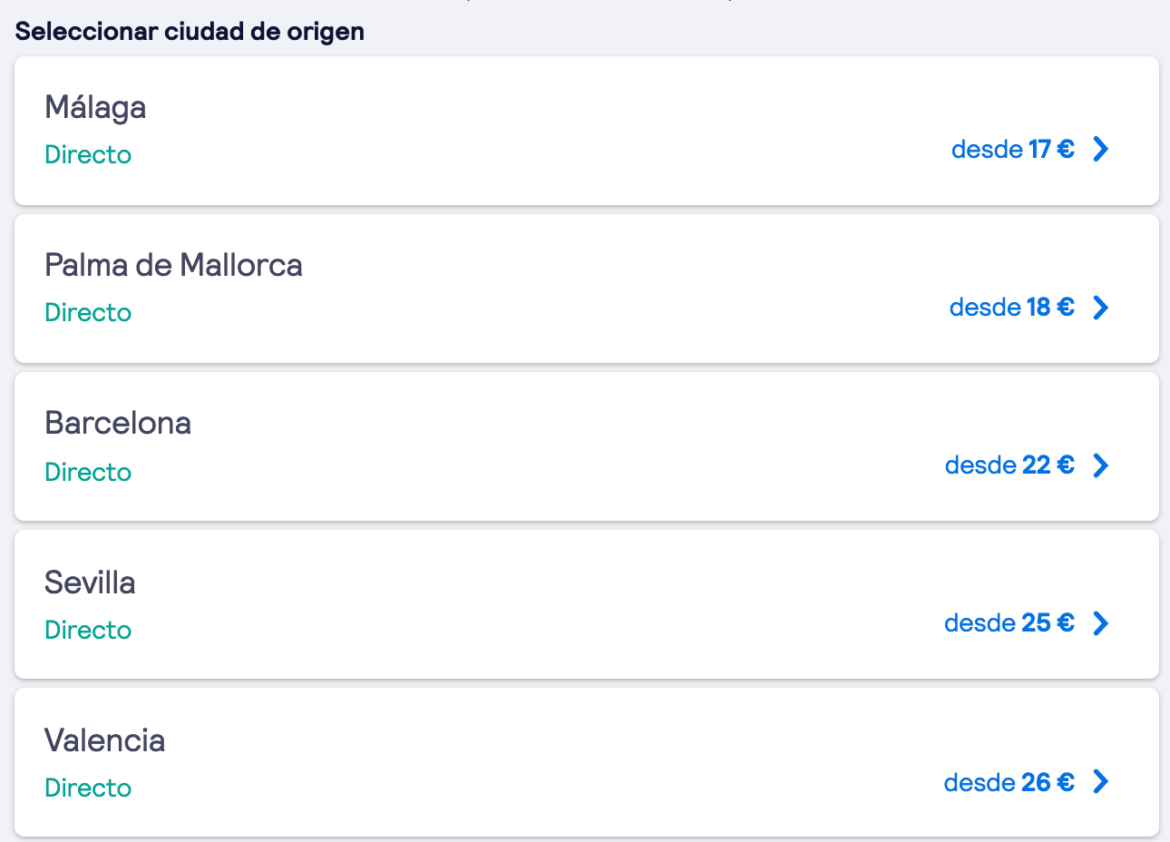 Seleccionar ciudad de origen
Málaga
Directo
desde 17 €
Palma de Mallorca
Directo
desde 18 €
Barcelona
Directo
desde 22 €
Sevilla
Directo
desde 25 €
Valencia
Directo
desde 26 €